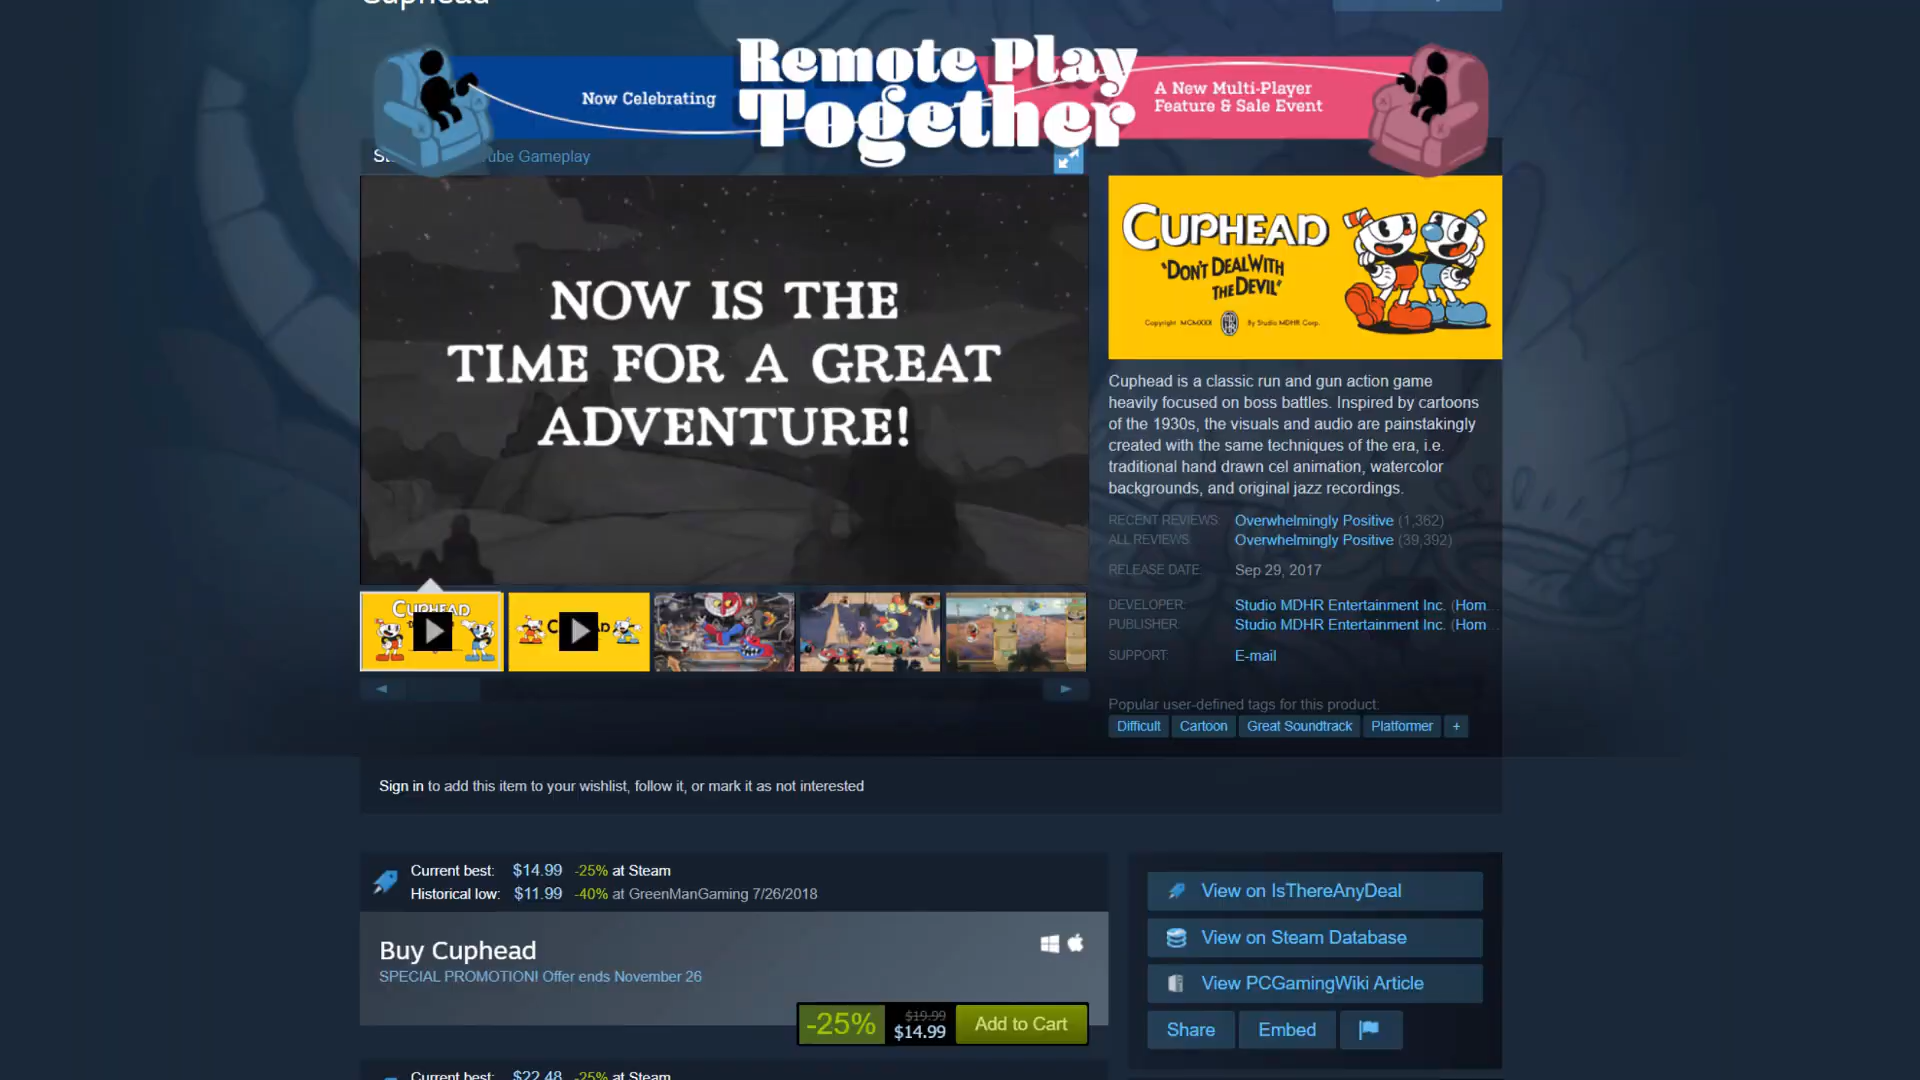 Cuphead
Now Celebrating
Remote Play
Together
A New Multi-Player
Feature & Sale Event
ube Gameplay
NOW IS THE
TIME FOR A GREAT
ADVENTURE!
CUPHEAD
"DON'T DEAL WITH
THE DEVIL"
Copyright MCMXXX By Studio MDHR Corp.
Cuphead is a classic run and gun action game
heavily focused on boss battles. Inspired by cartoons
of the 1930s, the visuals and audio are painstakingly
created with the same techniques of the era, i.e.
traditional hand drawn cel animation, watercolor
backgrounds, and original jazz recordings.
RECENT REVIEWS: Overwhelmingly Positive (1,362)
ALL REVIEWS: Overwhelmingly Positive (39,392)
RELEASE DATE: Sep 29, 2017
DEVELOPER: Studio MDHR Entertainment Inc. (Hom...
PUBLISHER: Studio MDHR Entertainment Inc. (Hom...
SUPPORT: E-mail
Popular user-defined tags for this product:
Difficult Cartoon Great Soundtrack Platformer +
CUPHEAD
Sign in to add this item to your wishlist, follow it, or mark it as not interested
Current best: $14.99 -25% at Steam
Historical low: $11.99 -40% at GreenManGaming 7/26/2018
Buy Cuphead
SPECIAL PROMOTION! Offer ends November 26
-25% $19.99 $14.99 Add to Cart
View on IsThereAnyDeal
View on Steam Database
View PCGamingWiki Article
Share Embed
Current best: $22.48 -25% at Steam